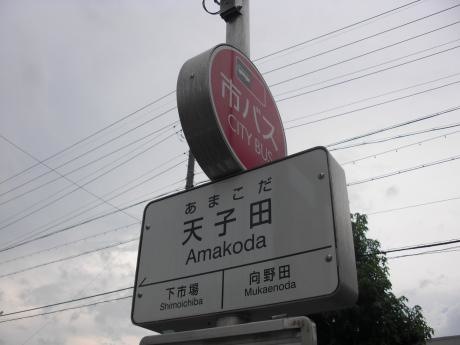 市バス
CITY BUS
あまこだ
天子田
Amakoda
下市場
Shimoichiba
向野田
Mukaenoda